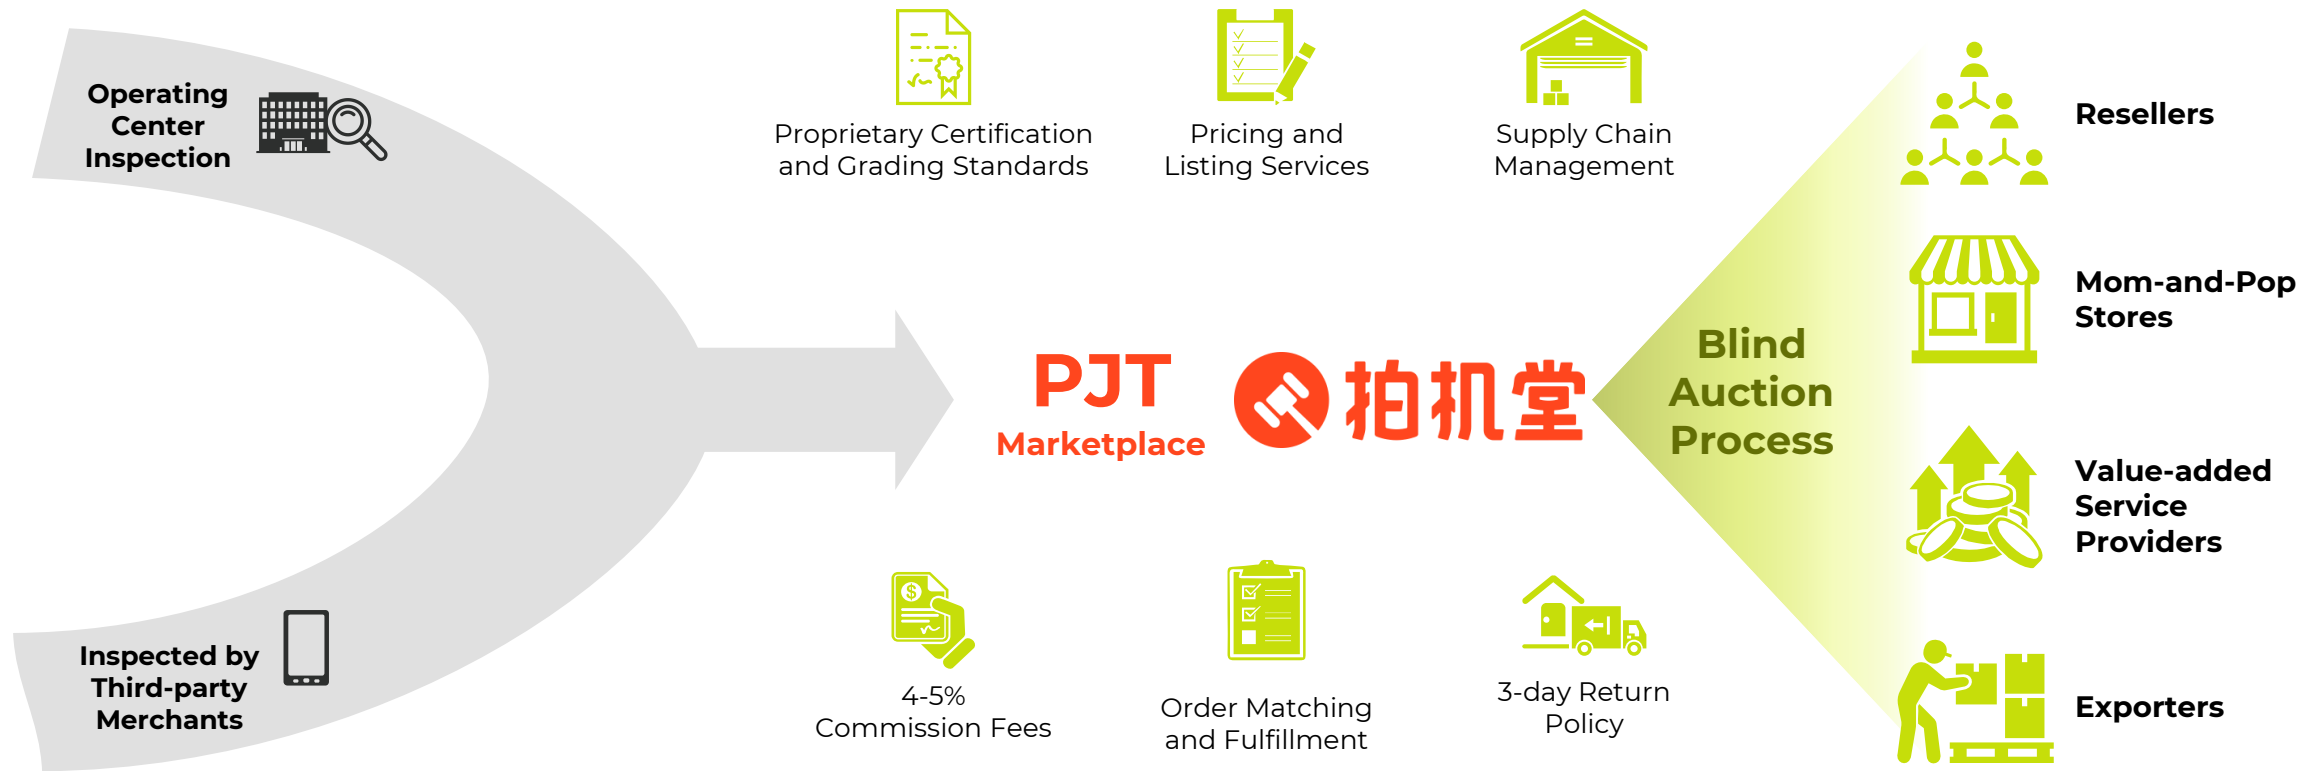 Operating
Center
Inspection
Proprietary Certification
and Grading Standards
Pricing and
Listing Services
Supply Chain
Management
Resellers
Mom-and-Pop
Stores
PJT
Marketplace
拍机堂
Blind
Auction
Process
Value-added
Service
Providers
Inspected by
Third-party
Merchants
$
4-5%
Commission Fees
Order Matching
and Fulfillment
3-day Return
Policy
Exporters